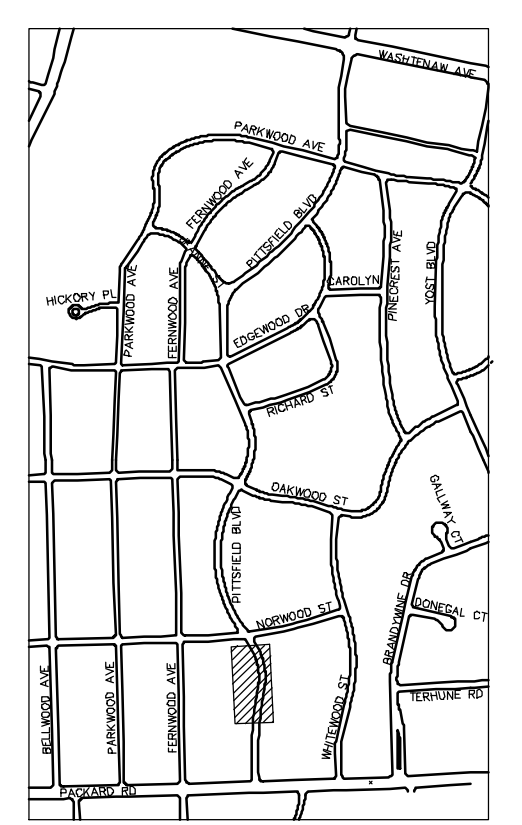 WASHTENAW AVE
PARKWOOD AVE
FERNWOOD AVE
PITTSFIELD BLVD
CAROLYN
PINECREST AVE
YOST BLVD
HICKORY PL
PARKWOOD AVE
FERNWOOD AVE
EDGEWOOD DR
RICHARD ST
OAKWOOD ST
GALLWAY CT
PITTSFIELD BLVD
NORWOOD ST
BRANDYWINE DR
DONEGAL CT
BELLWOOD AVE
PARKWOOD AVE
FERNWOOD AVE
WHITEWOOD ST
TERHUNE RD
PACKARD RD